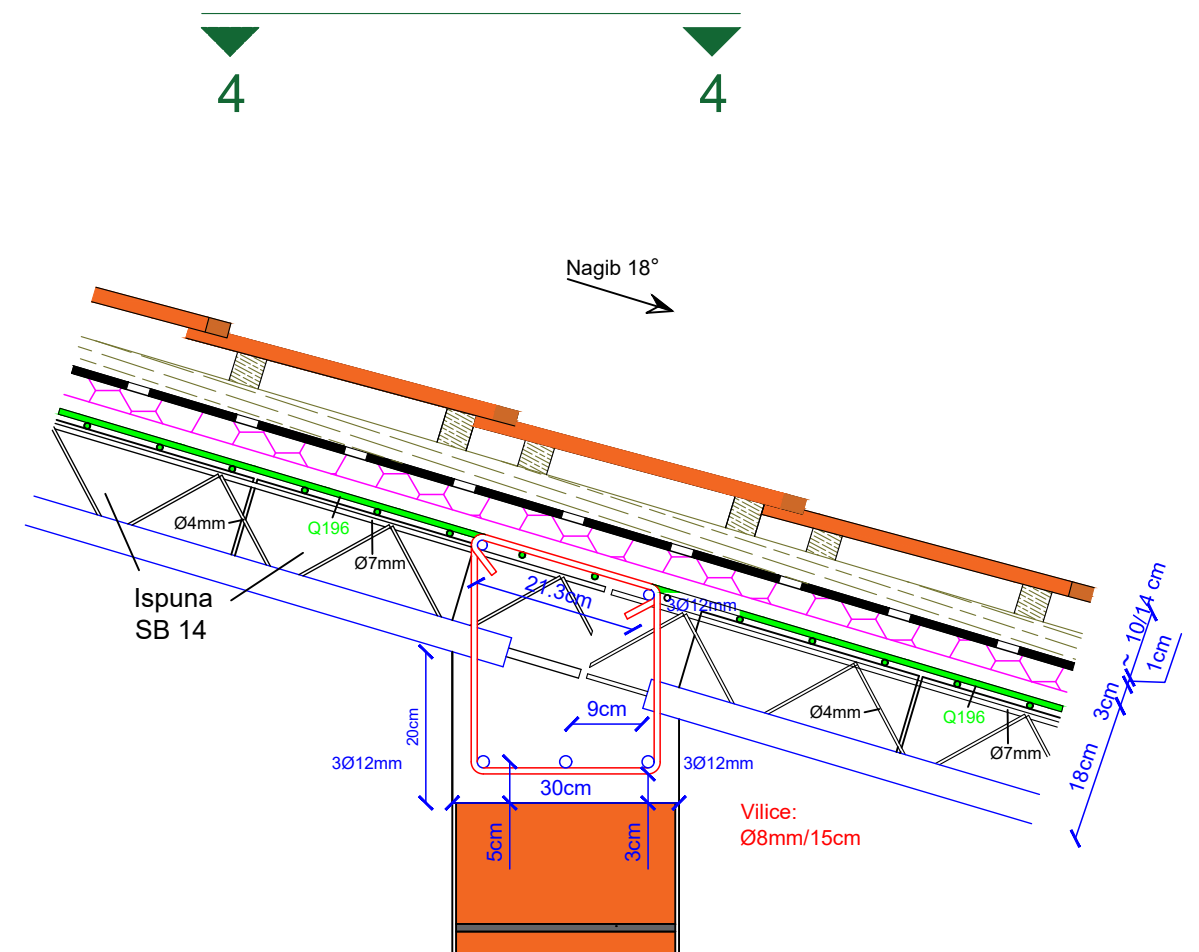 4 4
Nagib 18°
Ø4mm
Q196
Ø7mm
Ispuna
SB 14
21.3cm
3Ø12mm
10/14 cm
~
1cm
3cm
18cm
9cm
Ø4mm
Q196
Ø7mm
20cm
3Ø12mm
3Ø12mm
30cm
5cm
3cm
Vilice:
Ø8mm/15cm